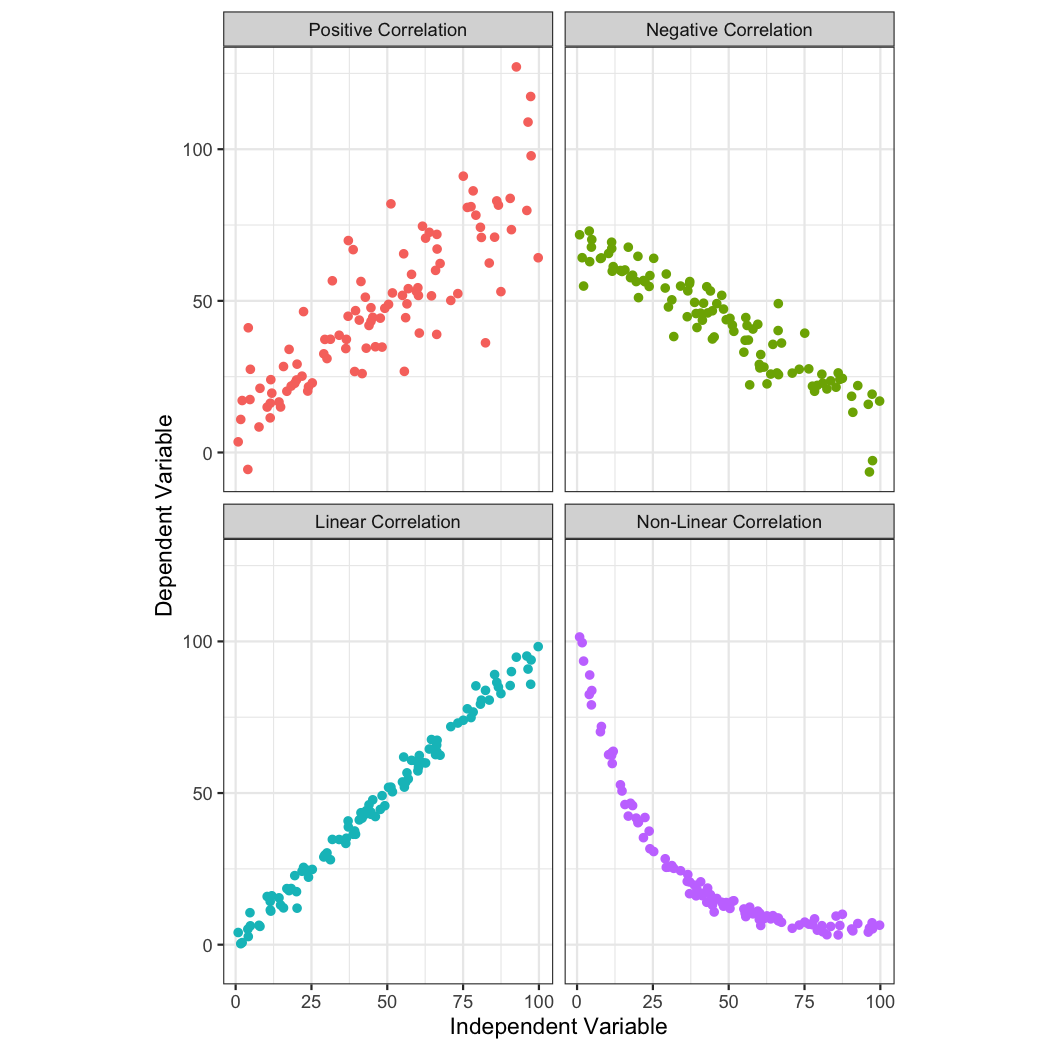 Positive Correlation
Negative Correlation
100
50
0
Dependent Variable
Linear Correlation
Non-Linear Correlation
100
50
0
0 25 50 75 100
0 25 50 75 100
Independent Variable